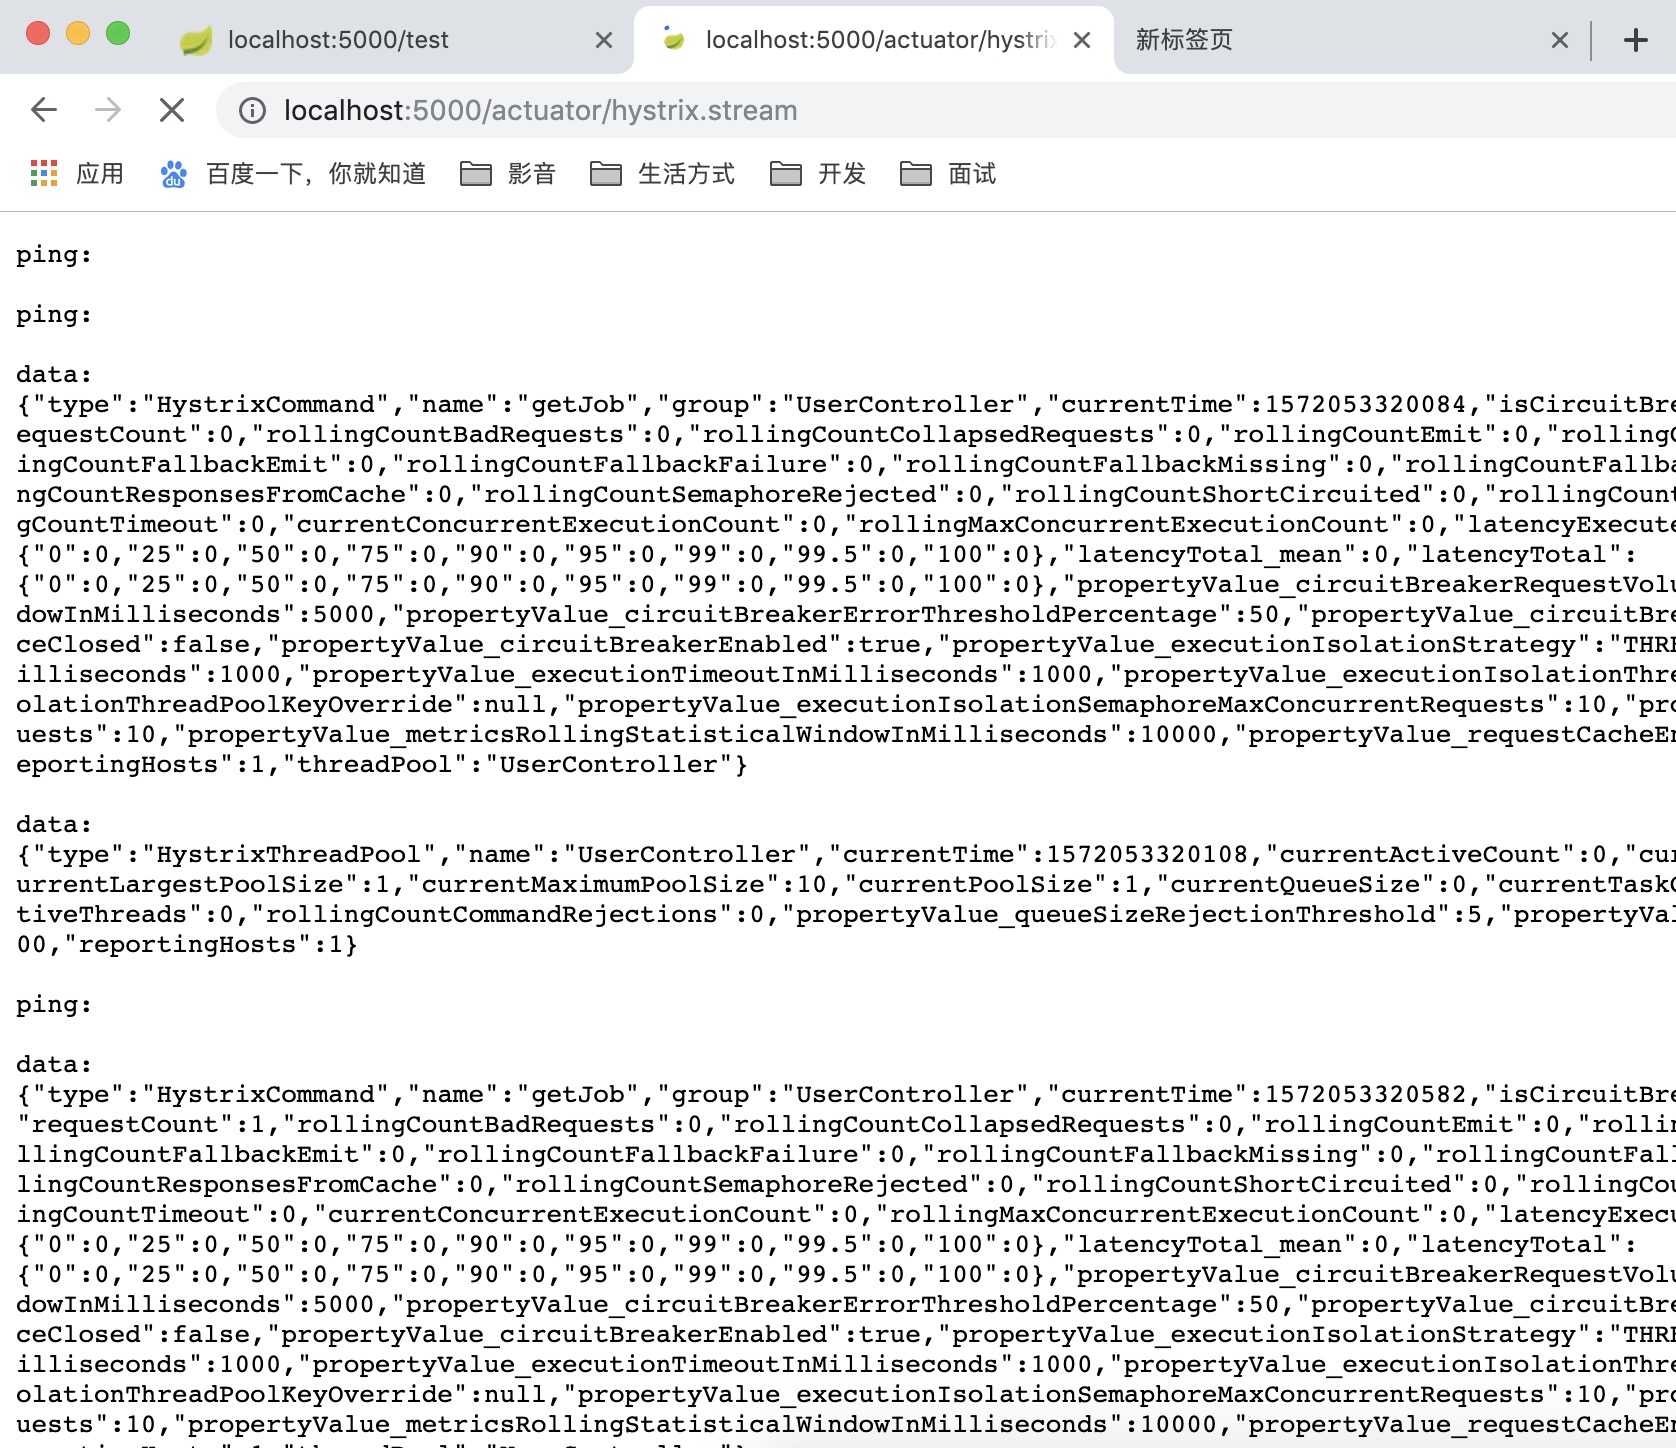 localhost:5000/test
localhost:5000/actuator/hystrix
新标签页
localhost:5000/actuator/hystrix.stream
应用
百度一下，你就知道
影音
生活方式
开发
面试
ping:
ping:
data:
{"type":"HystrixCommand","name":"getJob","group":"UserController","currentTime":1572053320084,"isCircuitBre
equestCount":0,"rollingCountBadRequests":0,"rollingCountCollapsedRequests":0,"rollingCountEmit":0,"rollingC
ingCountFallbackEmit":0,"rollingCountFallbackFailure":0,"rollingCountFallbackMissing":0,"rollingCountFallba
ngCountResponsesFromCache":0,"rollingCountSemaphoreRejected":0,"rollingCountShortCircuited":0,"rollingCount
gCountTimeout":0,"currentConcurrentExecutionCount":0,"rollingMaxConcurrentExecutionCount":0,"latencyExecute
{"0":0,"25":0,"50":0,"75":0,"90":0,"95":0,"99":0,"99.5":0,"100":0},"latencyTotal_mean":0,"latencyTotal":
{"0":0,"25":0,"50":0,"75":0,"90":0,"95":0,"99":0,"99.5":0,"100":0},"propertyValue_circuitBreakerRequestVolu
dowInMilliseconds":5000,"propertyValue_circuitBreakerErrorThresholdPercentage":50,"propertyValue_circuitBre
ceClosed":false,"propertyValue_circuitBreakerEnabled":true,"propertyValue_executionIsolationStrategy":"THRE
illiseconds":1000,"propertyValue_executionTimeoutInMilliseconds":1000,"propertyValue_executionIsolationThre
olationThreadPoolKeyOverride":null,"propertyValue_executionIsolationSemaphoreMaxConcurrentRequests":10,"pro
uests":10,"propertyValue_metricsRollingStatisticalWindowInMilliseconds":10000,"propertyValue_requestCacheEn
eportingHosts":1,"threadPool":"UserController"}
data:
{"type":"HystrixThreadPool","name":"UserController","currentTime":1572053320108,"currentActiveCount":0,"cur
urrentLargestPoolSize":1,"currentMaximumPoolSize":10,"currentPoolSize":1,"currentQueueSize":0,"currentTaskC
tiveThreads":0,"rollingCountCommandRejections":0,"propertyValue_queueSizeRejectionThreshold":5,"propertyVal
00,"reportingHosts":1}
ping:
data:
{"type":"HystrixCommand","name":"getJob","group":"UserController","currentTime":1572053320582,"isCircuitBre
"requestCount":1,"rollingCountBadRequests":0,"rollingCountCollapsedRequests":0,"rollingCountEmit":0,"rollin
llingCountFallbackEmit":0,"rollingCountFallbackFailure":0,"rollingCountFallbackMissing":0,"rollingCountFall
lingCountResponsesFromCache":0,"rollingCountSemaphoreRejected":0,"rollingCountShortCircuited":0,"rollingCou
ingCountTimeout":0,"currentConcurrentExecutionCount":0,"rollingMaxConcurrentExecutionCount":0,"latencyExecu
{"0":0,"25":0,"50":0,"75":0,"90":0,"95":0,"99":0,"99.5":0,"100":0},"latencyTotal_mean":0,"latencyTotal":
{"0":0,"25":0,"50":0,"75":0,"90":0,"95":0,"99":0,"99.5":0,"100":0},"propertyValue_circuitBreakerRequestVolu
dowInMilliseconds":5000,"propertyValue_circuitBreakerErrorThresholdPercentage":50,"propertyValue_circuitBre
ceClosed":false,"propertyValue_circuitBreakerEnabled":true,"propertyValue_executionIsolationStrategy":"THRE
illiseconds":1000,"propertyValue_executionTimeoutInMilliseconds":1000,"propertyValue_executionIsolationThre
olationThreadPoolKeyOverride":null,"propertyValue_executionIsolationSemaphoreMaxConcurrentRequests":10,"pro
uests":10,"propertyValue_metricsRollingStatisticalWindowInMilliseconds":10000,"propertyValue_requestCacheEn